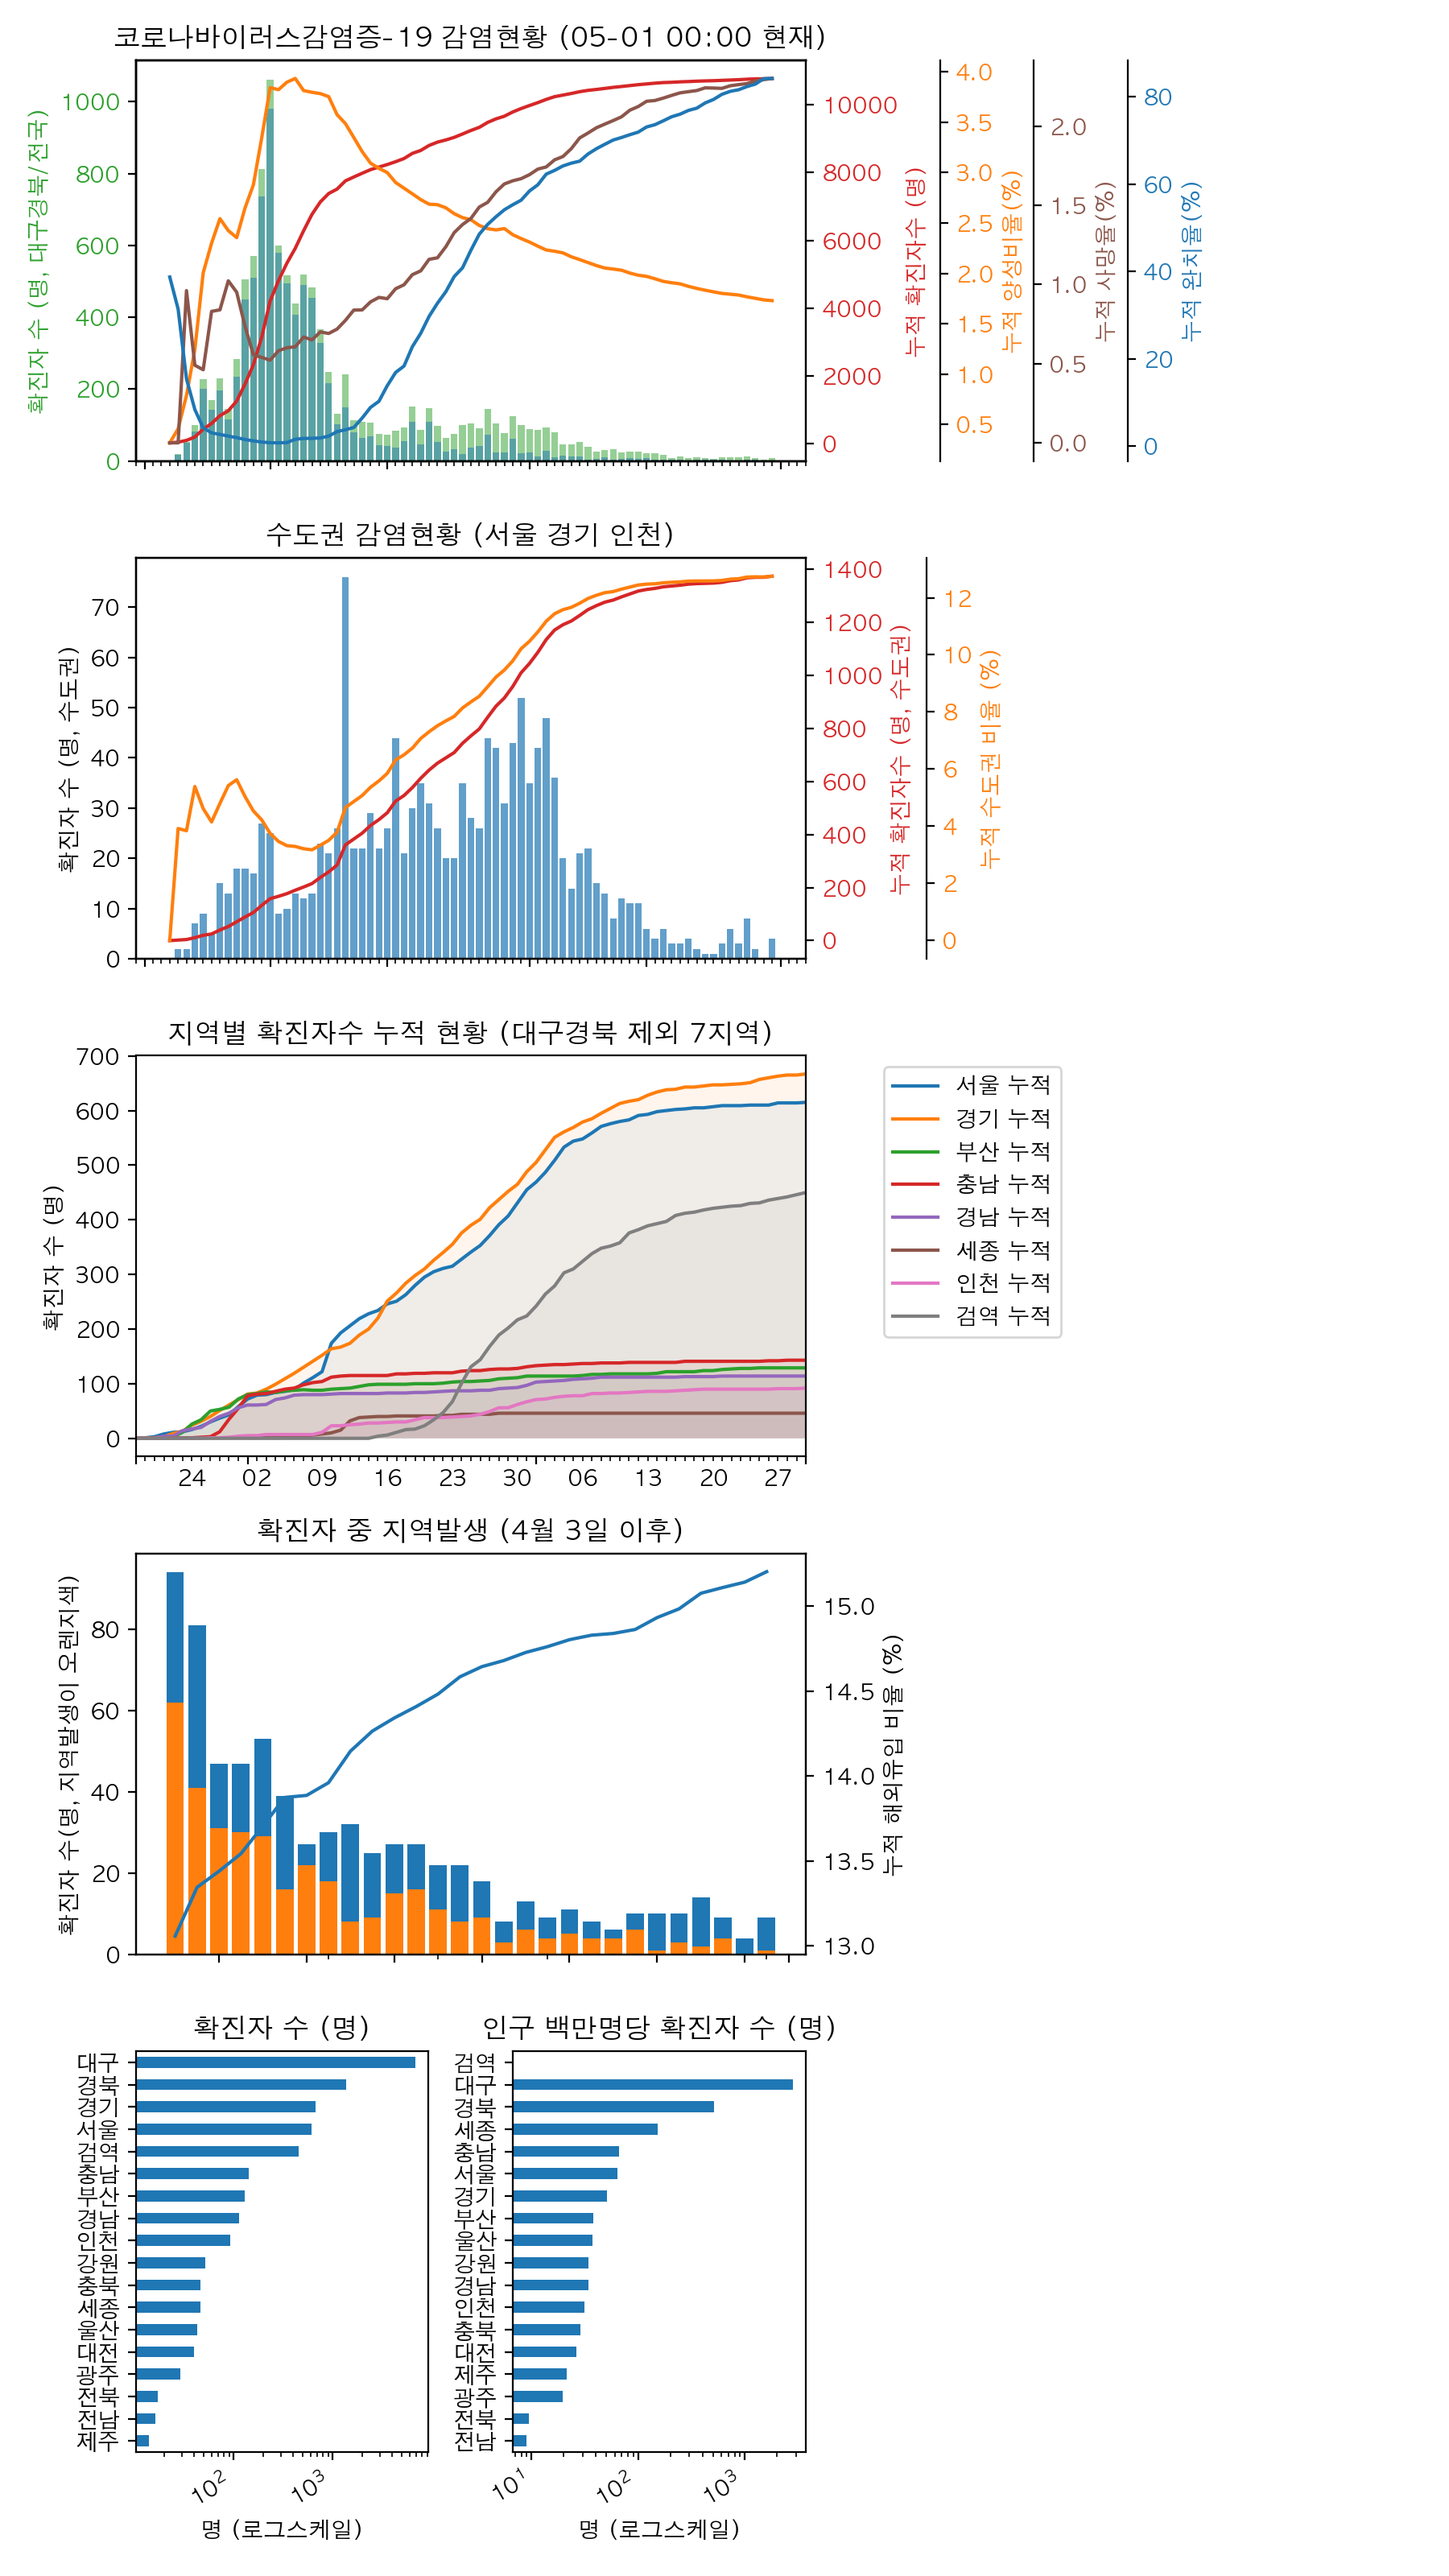 코로나바이러스감염증-19 감염현황 (05-01 00:00 현재)
확진자 수 (명, 대구경북/전국)
1000
800
600
400
200
0
10000
8000
6000
4000
2000
0
누적 확진자수 (명)
4.0
3.5
3.0
2.5
2.0
1.5
1.0
0.5
누적 양성비율(%)
2.0
1.5
1.0
0.5
0.0
누적 사망율(%)
80
60
40
20
0
누적 완치율(%)
수도권 감염현황 (서울 경기 인천)
확진자 수 (명, 수도권)
70
60
50
40
30
20
10
0
1400
1200
1000
800
600
400
200
0
누적 확진자수 (명, 수도권)
12
10
8
6
4
2
0
누적 수도권 비율 (%)
지역별 확진자수 누적 현황 (대구경북 제외 7지역)
확진자 수 (명)
700
600
500
400
300
200
100
0
24 02 09 16 23 30 06 13 20 27
서울 누적
경기 누적
부산 누적
충남 누적
경남 누적
세종 누적
인천 누적
검역 누적
확진자 중 지역발생 (4월 3일 이후)
확진자 수(명, 지역발생이 오렌지색)
80
60
40
20
0
15.0
14.5
14.0
13.5
13.0
누적 해외유입 비율 (%)
확진자 수 (명)
대구
경북
경기
서울
검역
충남
부산
경남
인천
강원
충북
세종
울산
대전
광주
전북
전남
제주
10² 10³
명 (로그스케일)
인구 백만명당 확진자 수 (명)
검역
대구
경북
세종
충남
서울
경기
부산
울산
강원
경남
인천
충북
대전
제주
광주
전북
전남
10¹ 10² 10³
명 (로그스케일)